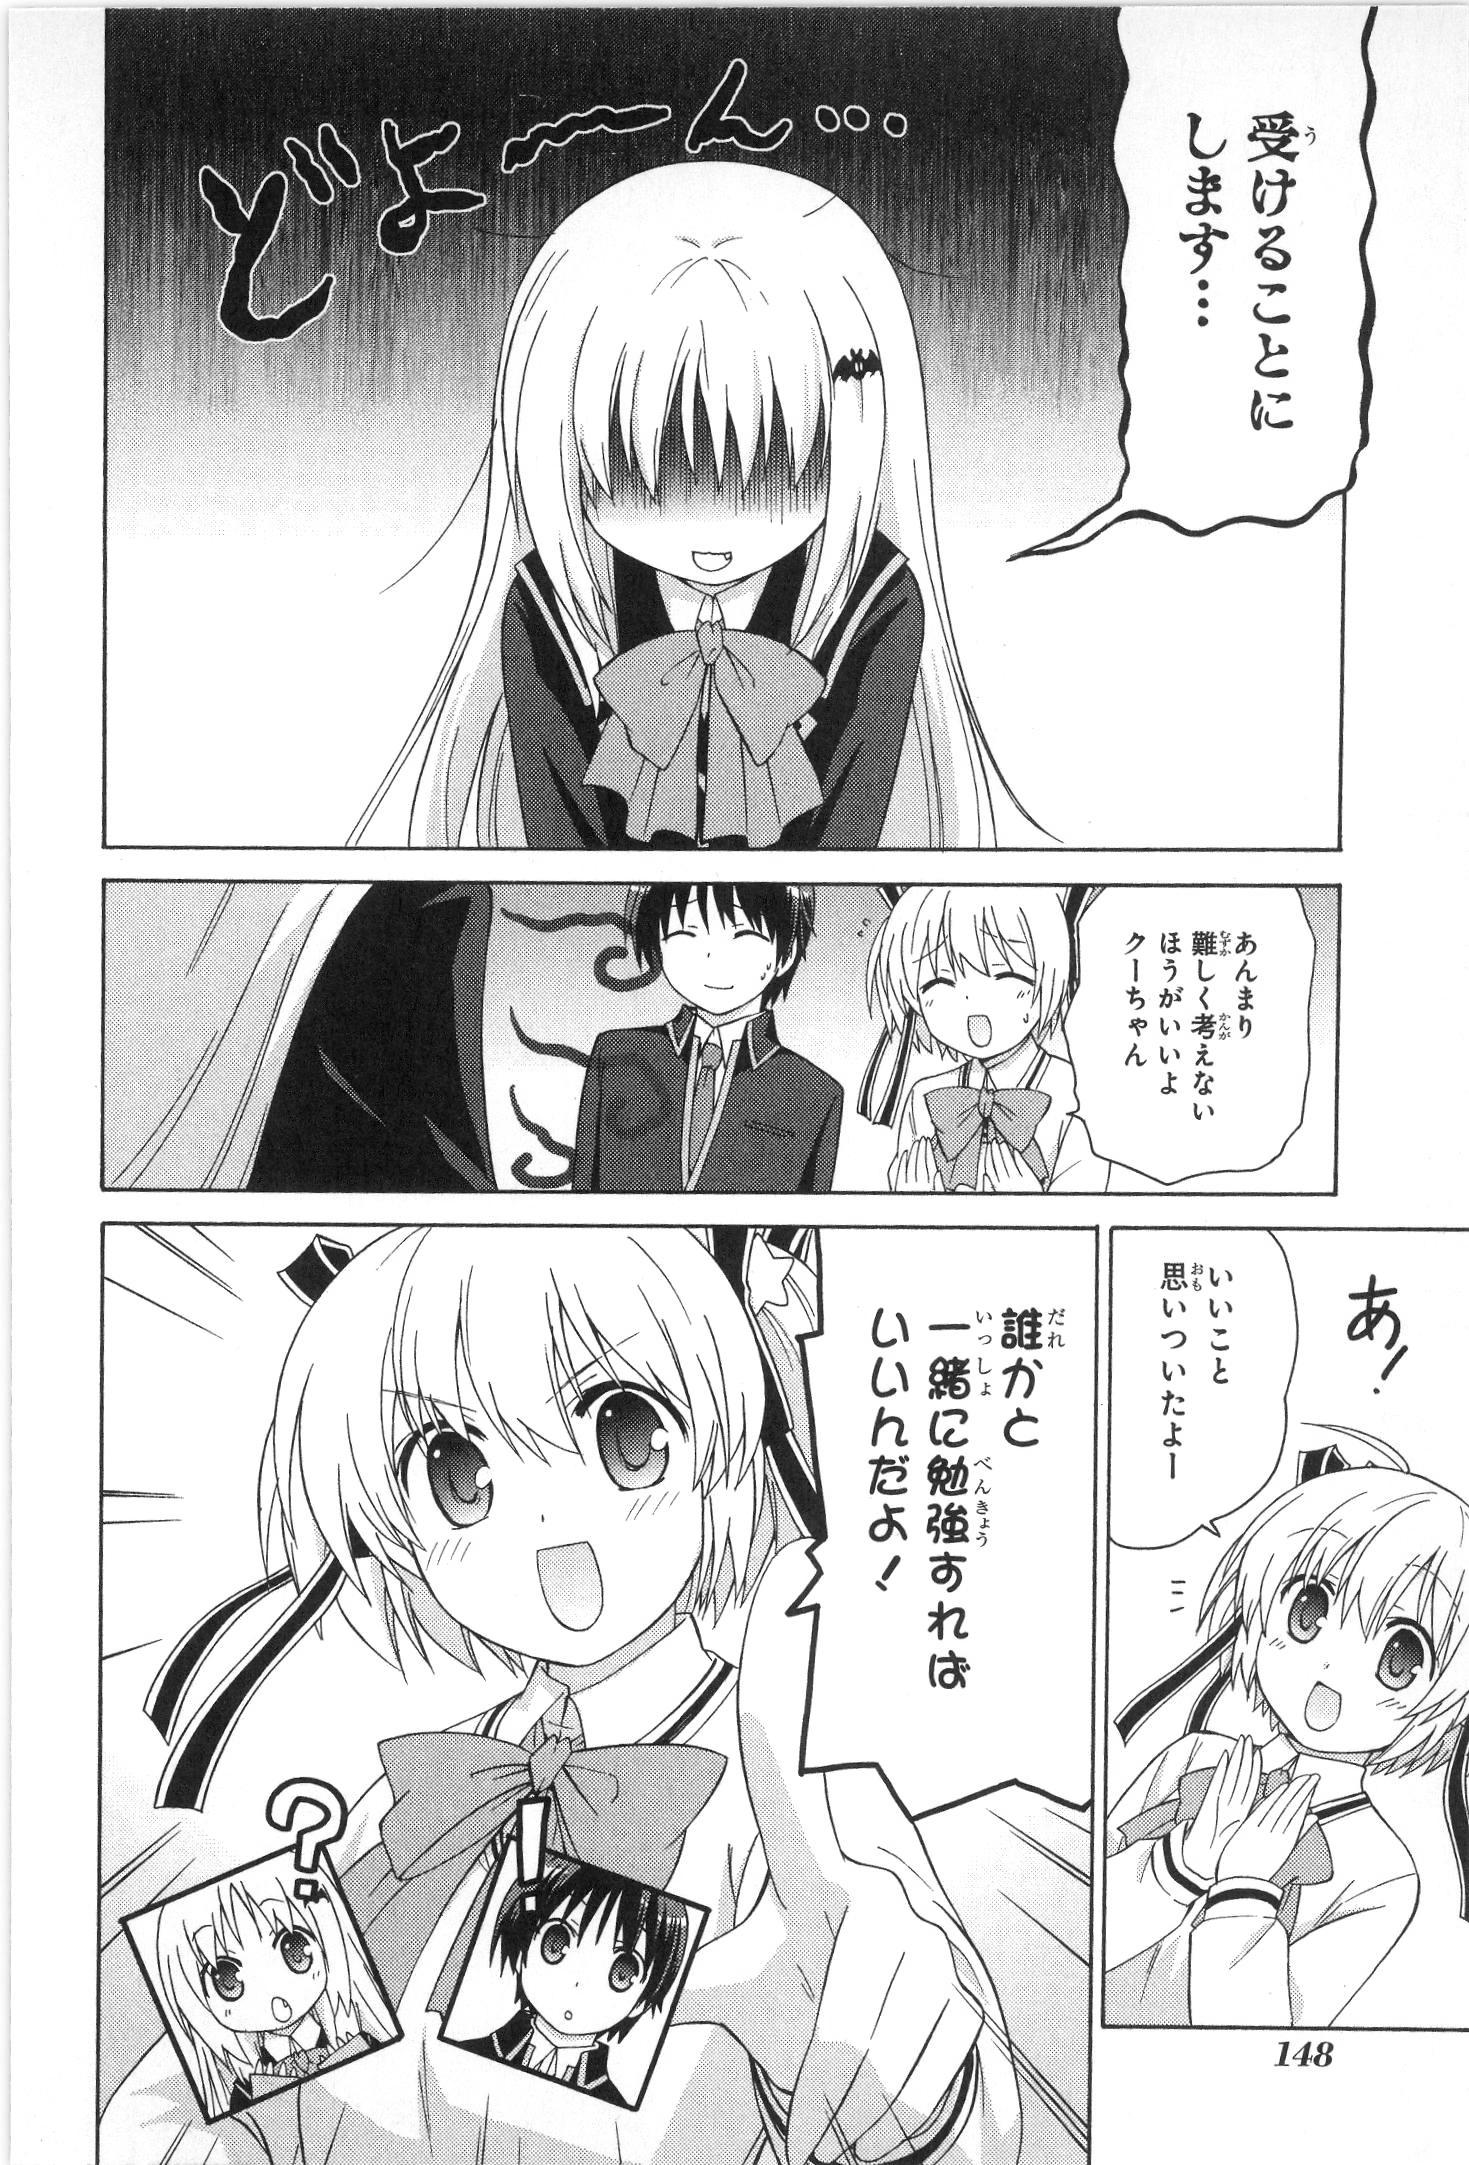 受けることに
します…
どよーん…
あんまり
難しく考えない
ほうがいいよ
クーちゃん
あ！
いいこと
思いついたよー
誰かと
一緒に勉強すれば
いいんだよ！
！
？
148